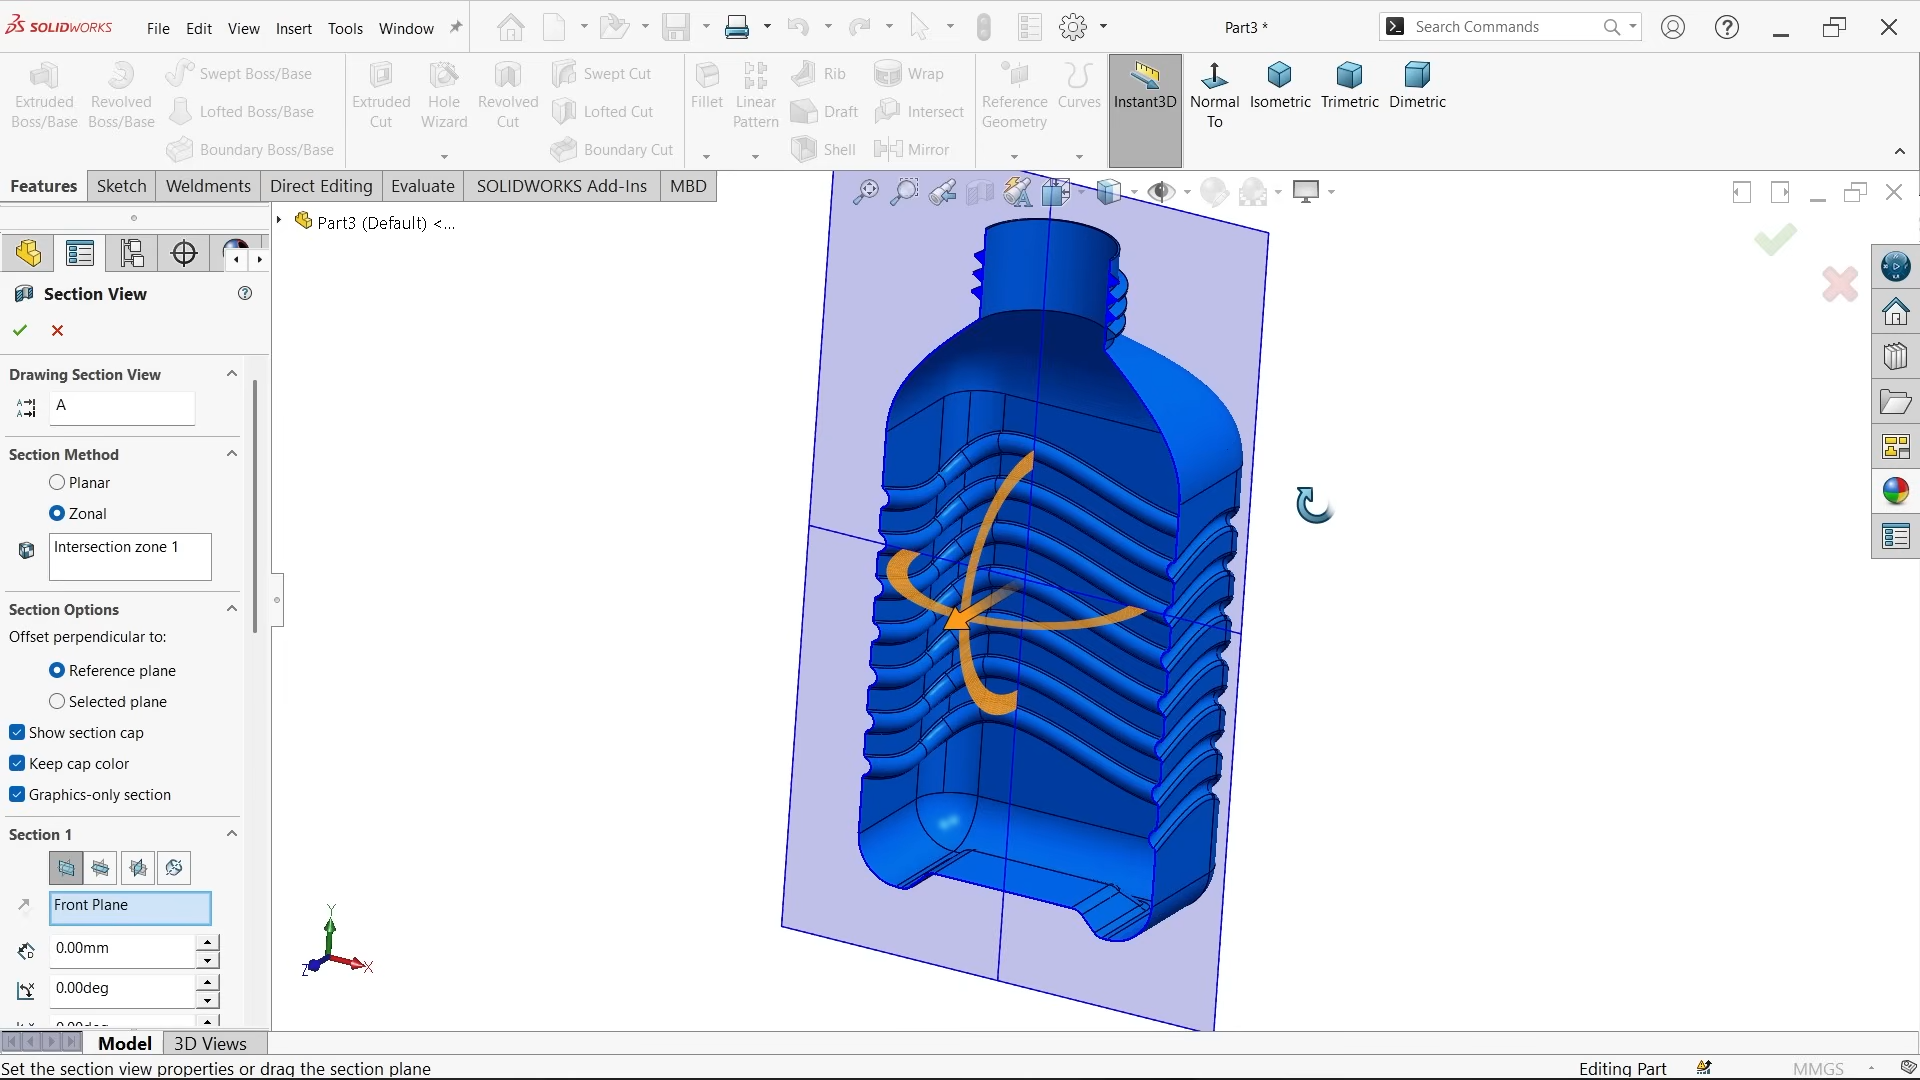 SOLIDWORKS File Edit View Insert Tools Window Part3 * Search Commands
Extruded Boss/Base
Revolved Boss/Base
Swept Boss/Base
Lofted Boss/Base
Boundary Boss/Base
Extruded Cut
Hole Wizard
Revolved Cut
Swept Cut
Lofted Cut
Boundary Cut
Fillet
Linear Pattern
Rib
Draft
Shell
Wrap
Intersect
Mirror
Reference Geometry
Curves
Instant3D
Normal To
Isometric
Trimetric
Dimetric
Features Sketch Weldments Direct Editing Evaluate SOLIDWORKS Add-Ins MBD
Part3 (Default) <...
Section View
Drawing Section View
A
Section Method
Planar
Zonal
Intersection zone 1
Section Options
Offset perpendicular to:
Reference plane
Selected plane
Show section cap
Keep cap color
Graphics-only section
Section 1
Front Plane
0.00mm
0.00deg
Y
X
Z
Model 3D Views
Set the section view properties or drag the section plane Editing Part MMGS